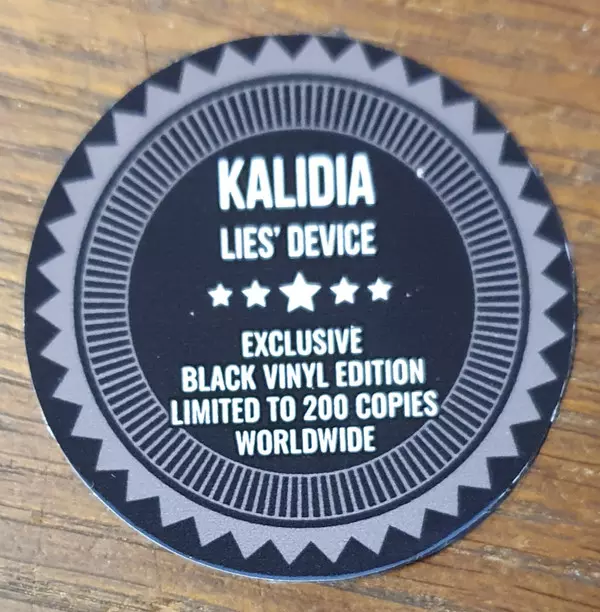 KALIDIA
LIES' DEVICE
EXCLUSIVE
BLACK VINYL EDITION
LIMITED TO 200 COPIES
WORLDWIDE